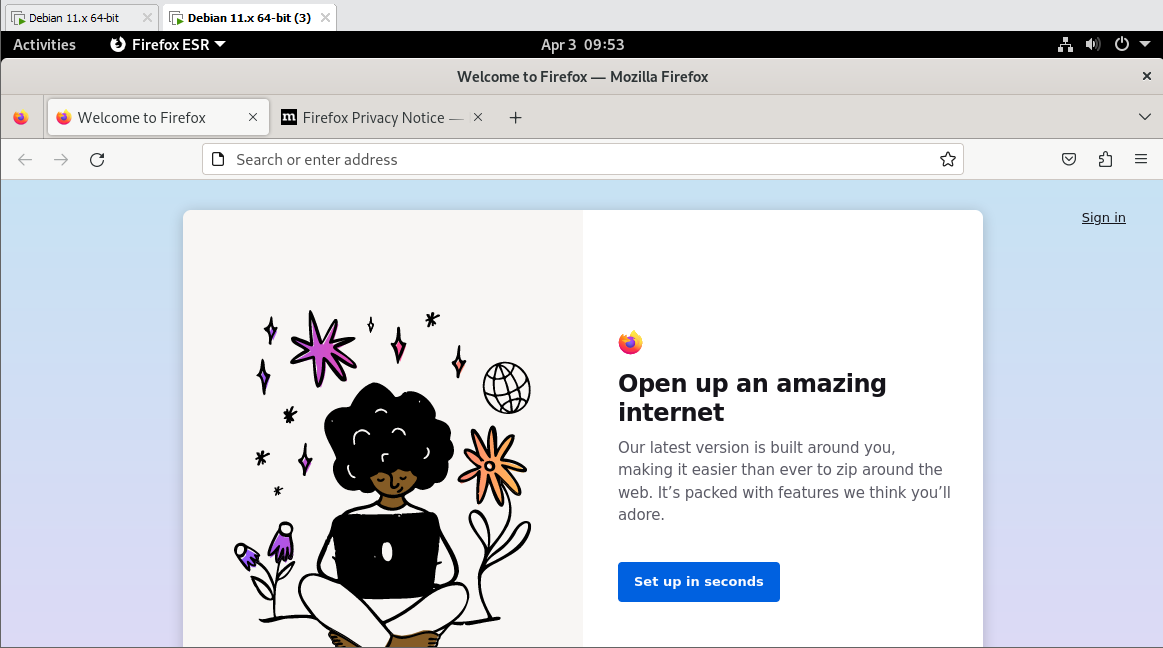 Debian 11.x 64-bit
Debian 11.x 64-bit (3)
Activities
Firefox ESR
Apr 3 09:53
Welcome to Firefox — Mozilla Firefox
Welcome to Firefox
m
Firefox Privacy Notice —
Search or enter address
Sign in
Open up an amazing
internet
Our latest version is built around you,
making it easier than ever to zip around the
web. It’s packed with features we think you’ll
adore.
Set up in seconds